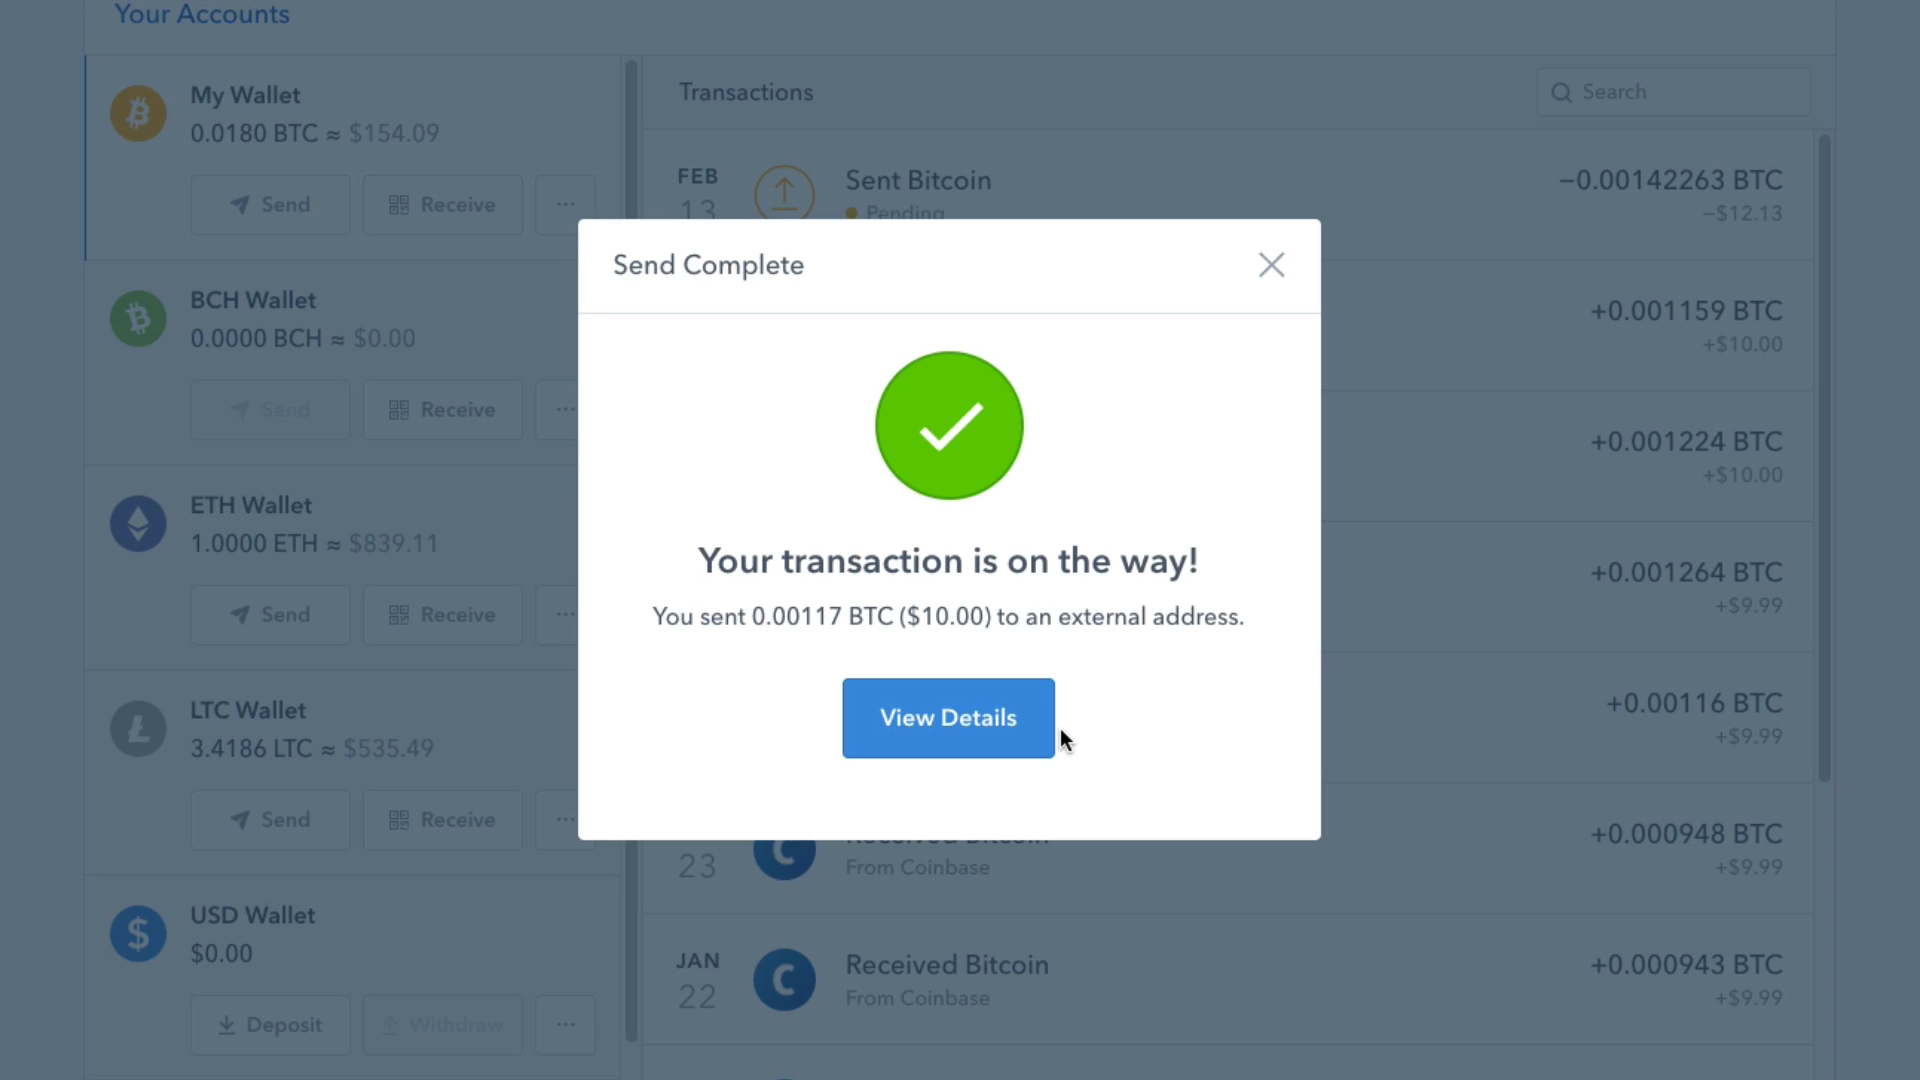 Your Accounts
My Wallet
0.0180 BTC ≈ $154.09
Send
Receive
...
BCH Wallet
0.0000 BCH ≈ $0.00
Send
Receive
...
ETH Wallet
1.0000 ETH ≈ $839.11
Send
Receive
...
LTC Wallet
3.4186 LTC ≈ $535.49
Send
Receive
...
USD Wallet
$0.00
Deposit
Withdraw
...
Transactions
Search
FEB
13
Sent Bitcoin
Pending
−0.00142263 BTC
−$12.13
+0.001159 BTC
+$10.00
+0.001224 BTC
+$10.00
+0.001264 BTC
+$9.99
+0.00116 BTC
+$9.99
23
Received Bitcoin
From Coinbase
+0.000948 BTC
+$9.99
JAN
22
Received Bitcoin
From Coinbase
+0.000943 BTC
+$9.99
Send Complete
Your transaction is on the way!
You sent 0.00117 BTC ($10.00) to an external address.
View Details